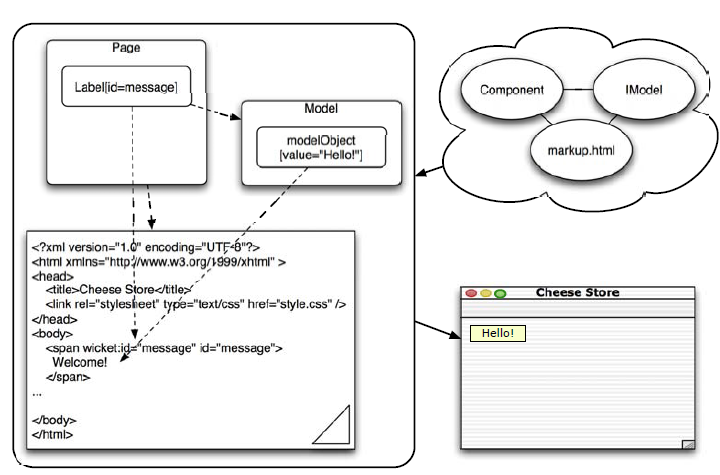 Page
Label[id=message]
Model
modelObject
[value="Hello!"]
Component
IModel
markup.html
<?xml version="1.0" encoding="UTF-8"?>
<html xmlns="http://www.w3.org/1999/xhtml" >
<head>
<title>Cheese Store</title>
<link rel="stylesheet" type="text/css" href="style.css" />
</head>
<body>
<span wicket:id="message" id="message">
Welcome!
</span>
...
</body>
</html>
Cheese Store
Hello!